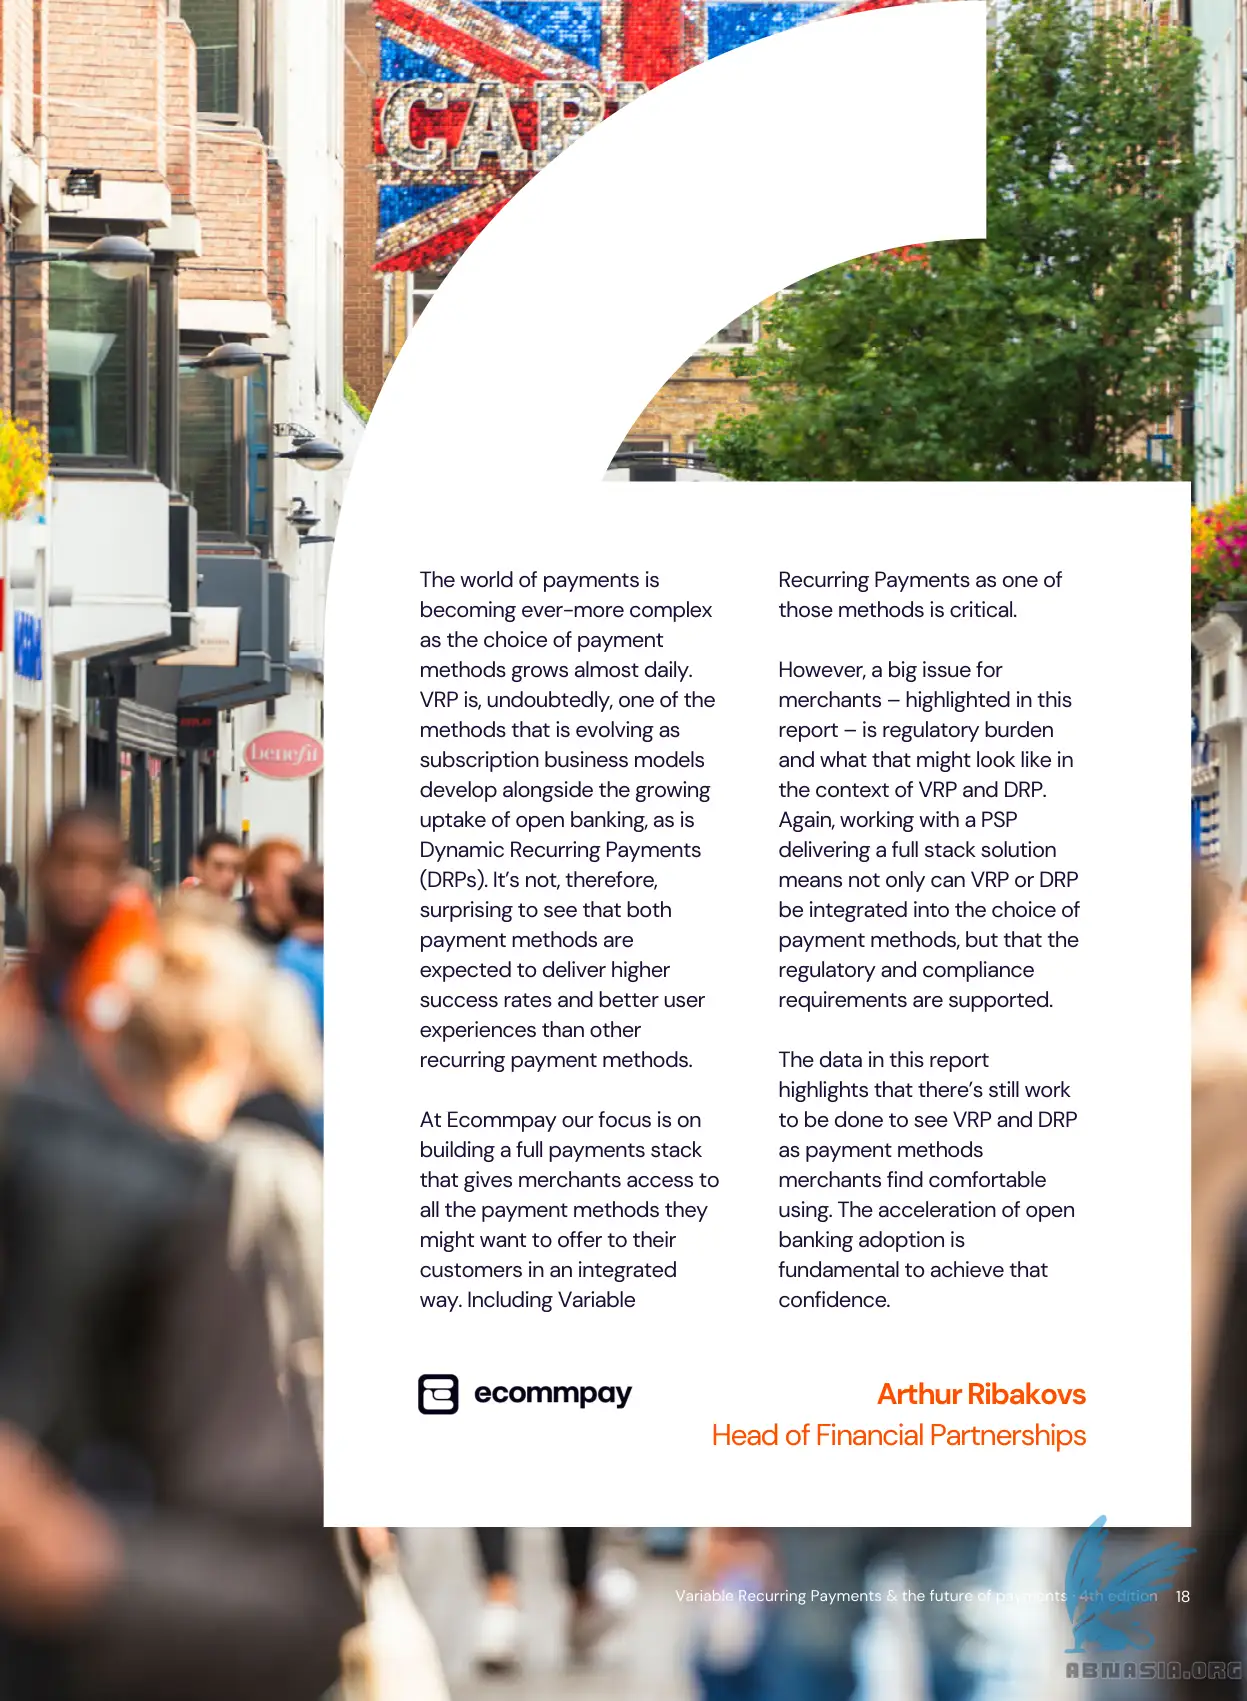 CAR
benefit
The world of payments is
becoming ever-more complex
as the choice of payment
methods grows almost daily.
VRP is, undoubtedly, one of the
methods that is evolving as
subscription business models
develop alongside the growing
uptake of open banking, as is
Dynamic Recurring Payments
(DRPs). It’s not, therefore,
surprising to see that both
payment methods are
expected to deliver higher
success rates and better user
experiences than other
recurring payment methods.
At Ecommpay our focus is on
building a full payments stack
that gives merchants access to
all the payment methods they
might want to offer to their
customers in an integrated
way. Including Variable
Recurring Payments as one of
those methods is critical.
However, a big issue for
merchants – highlighted in this
report – is regulatory burden
and what that might look like in
the context of VRP and DRP.
Again, working with a PSP
delivering a full stack solution
means not only can VRP or DRP
be integrated into the choice of
payment methods, but that the
regulatory and compliance
requirements are supported.
The data in this report
highlights that there’s still work
to be done to see VRP and DRP
as payment methods
merchants find comfortable
using. The acceleration of open
banking adoption is
fundamental to achieve that
confidence.
ecommpay
Arthur Ribakovs
Head of Financial Partnerships
Variable Recurring Payments & the future of payments · 4th edition 18
ABNASIA.ORG